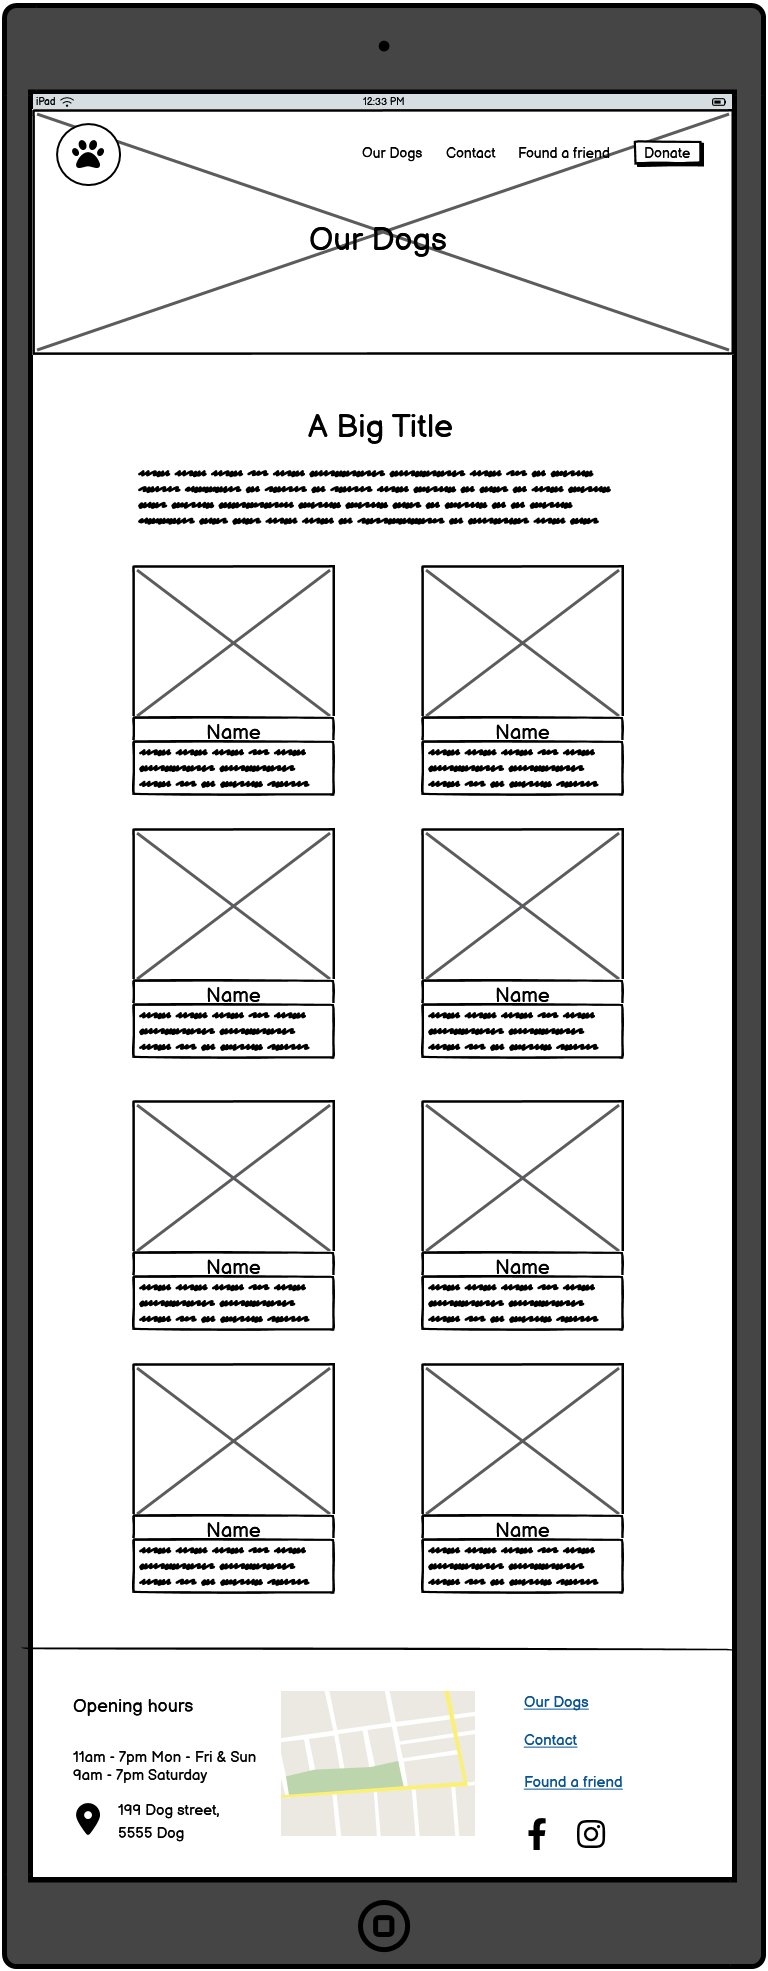 iPad
12:33 PM
Our Dogs
Contact
Found a friend
Donate
Our Dogs
A Big Title
Name
Name
Name
Name
Name
Name
Name
Name
Opening hours
11am - 7pm Mon - Fri & Sun
9am - 7pm Saturday
199 Dog street,
5555 Dog
Our Dogs
Contact
Found a friend